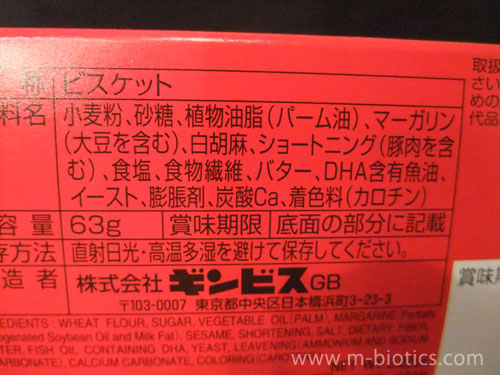 称 ビスケット
料名 小麦粉、砂糖、植物油脂(パーム油)、マーガリン
(大豆を含む)、白胡麻、ショートニング(豚肉を含
む)、食塩、食物繊維、バター、DHA含有魚油、
イースト、膨脹剤、炭酸Ca、着色料(カロチン)
容量 63g 賞味期限 底面の部分に記載
存方法 直射日光・高温多湿を避けて保存してください。
造者 株式会社 ギンビス GB
〒103-0007 東京都中央区日本橋浜町3-23-3
EDIENTS: WHEAT FLOUR, SUGAR, VEGETABLE OIL (PALM), MARGARINE (Partially
ogenated Soybean Oil and Milk Fat), SESAME, SHORTENING, SALT, DIETARY FIBER,
TER, FISH OIL CONTAINING DHA, YEAST, LEAVENING (AMMONIUM AND SODIUM
CARBONATE), CALCIUM CARBONATE, COLORING (CAR
取扱
さい
めの
代品
賞味期
www.m-biotics.com